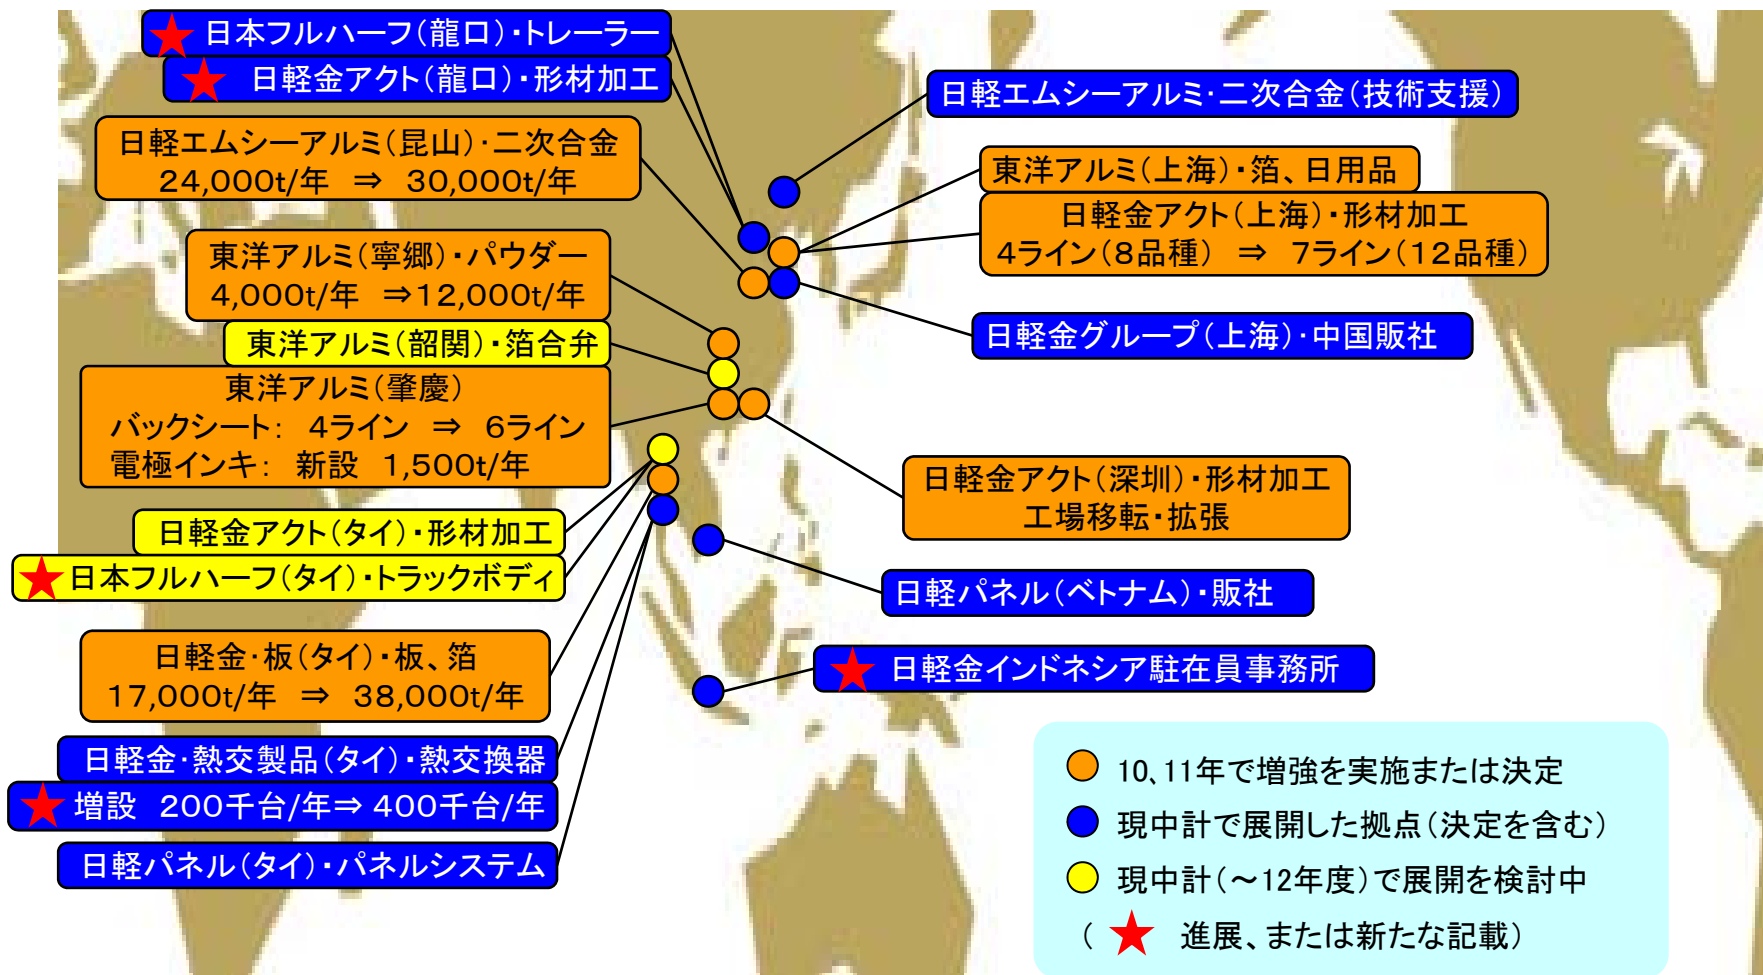 日本フルハーフ(龍口)・トレーラー
日軽金アクト(龍口)・形材加工
日軽エムシーアルミ(昆山)・二次合金
24,000t/年 ⇒ 30,000t/年
東洋アルミ(寧郷)・パウダー
4,000t/年 ⇒12,000t/年
東洋アルミ(韶関)・箔合弁
東洋アルミ(肇慶)
バックシート: 4ライン ⇒ 6ライン
電極インキ: 新設 1,500t/年
日軽金アクト(タイ)・形材加工
日本フルハーフ(タイ)・トラックボディ
日軽金・板(タイ)・板、箔
17,000t/年 ⇒ 38,000t/年
日軽金・熱交製品(タイ)・熱交換器
増設 200千台/年⇒ 400千台/年
日軽パネル(タイ)・パネルシステム
日軽エムシーアルミ・二次合金(技術支援)
東洋アルミ(上海)・箔、日用品
日軽金アクト(上海)・形材加工
4ライン(8品種) ⇒ 7ライン(12品種)
日軽金グループ(上海)・中国販社
日軽金アクト(深圳)・形材加工
工場移転・拡張
日軽パネル(ベトナム)・販社
日軽金インドネシア駐在員事務所
10、11年で増強を実施または決定
現中計で展開した拠点(決定を含む)
現中計(～12年度)で展開を検討中
( ★ 進展、または新たな記載)